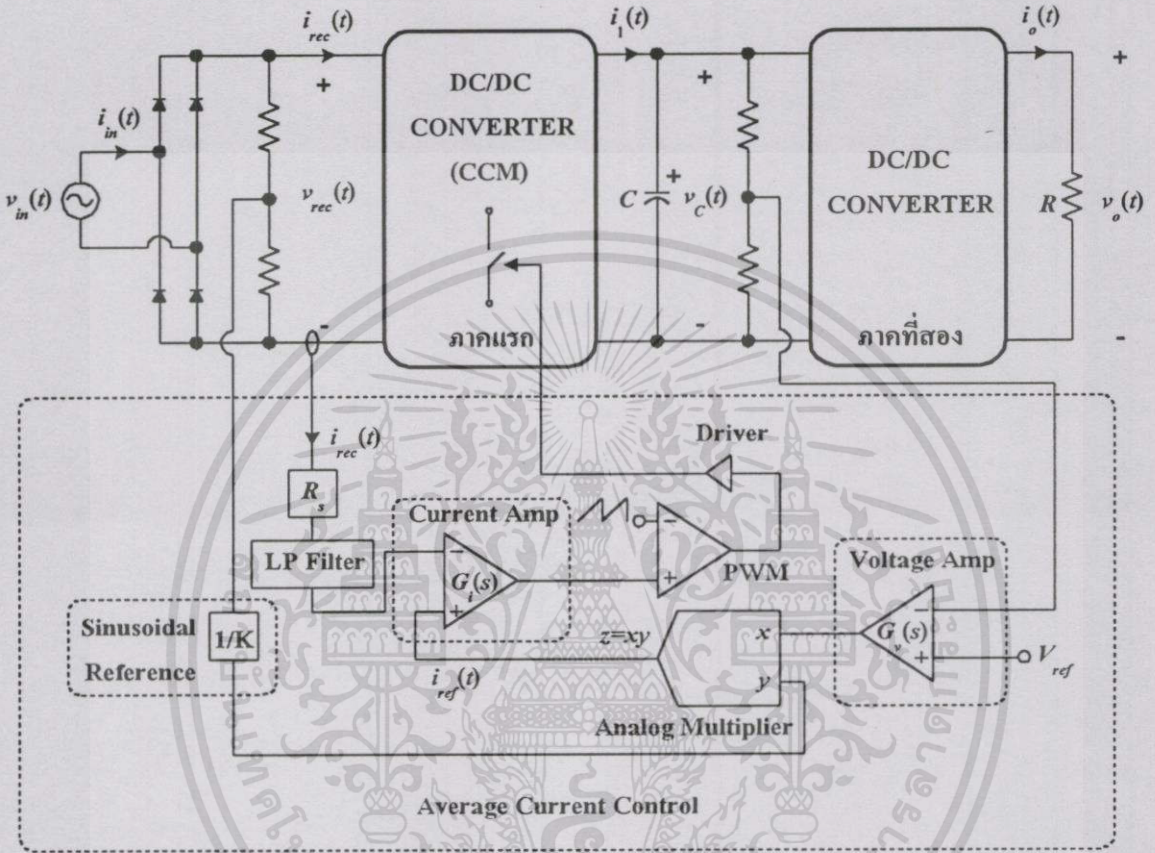 i_rec(t)
i_1(t)
i_o(t)
+
DC/DC
CONVERTER
(CCM)
+
DC/DC
CONVERTER
+
i_in(t)
v_in(t)
v_rec(t)
C
+
v_C(t)
R
v_o(t)
-
ภาคแรก
-
ภาคที่สอง
-
i_rec(t)
Driver
R_s
Current Amp
LP Filter
G_i(s)
-
+
-
+
PWM
Voltage Amp
Sinusoidal
Reference
1/K
z=xy
x
y
G_v(s)
-
+
V_ref
i_ref(t)
Analog Multiplier
Average Current Control